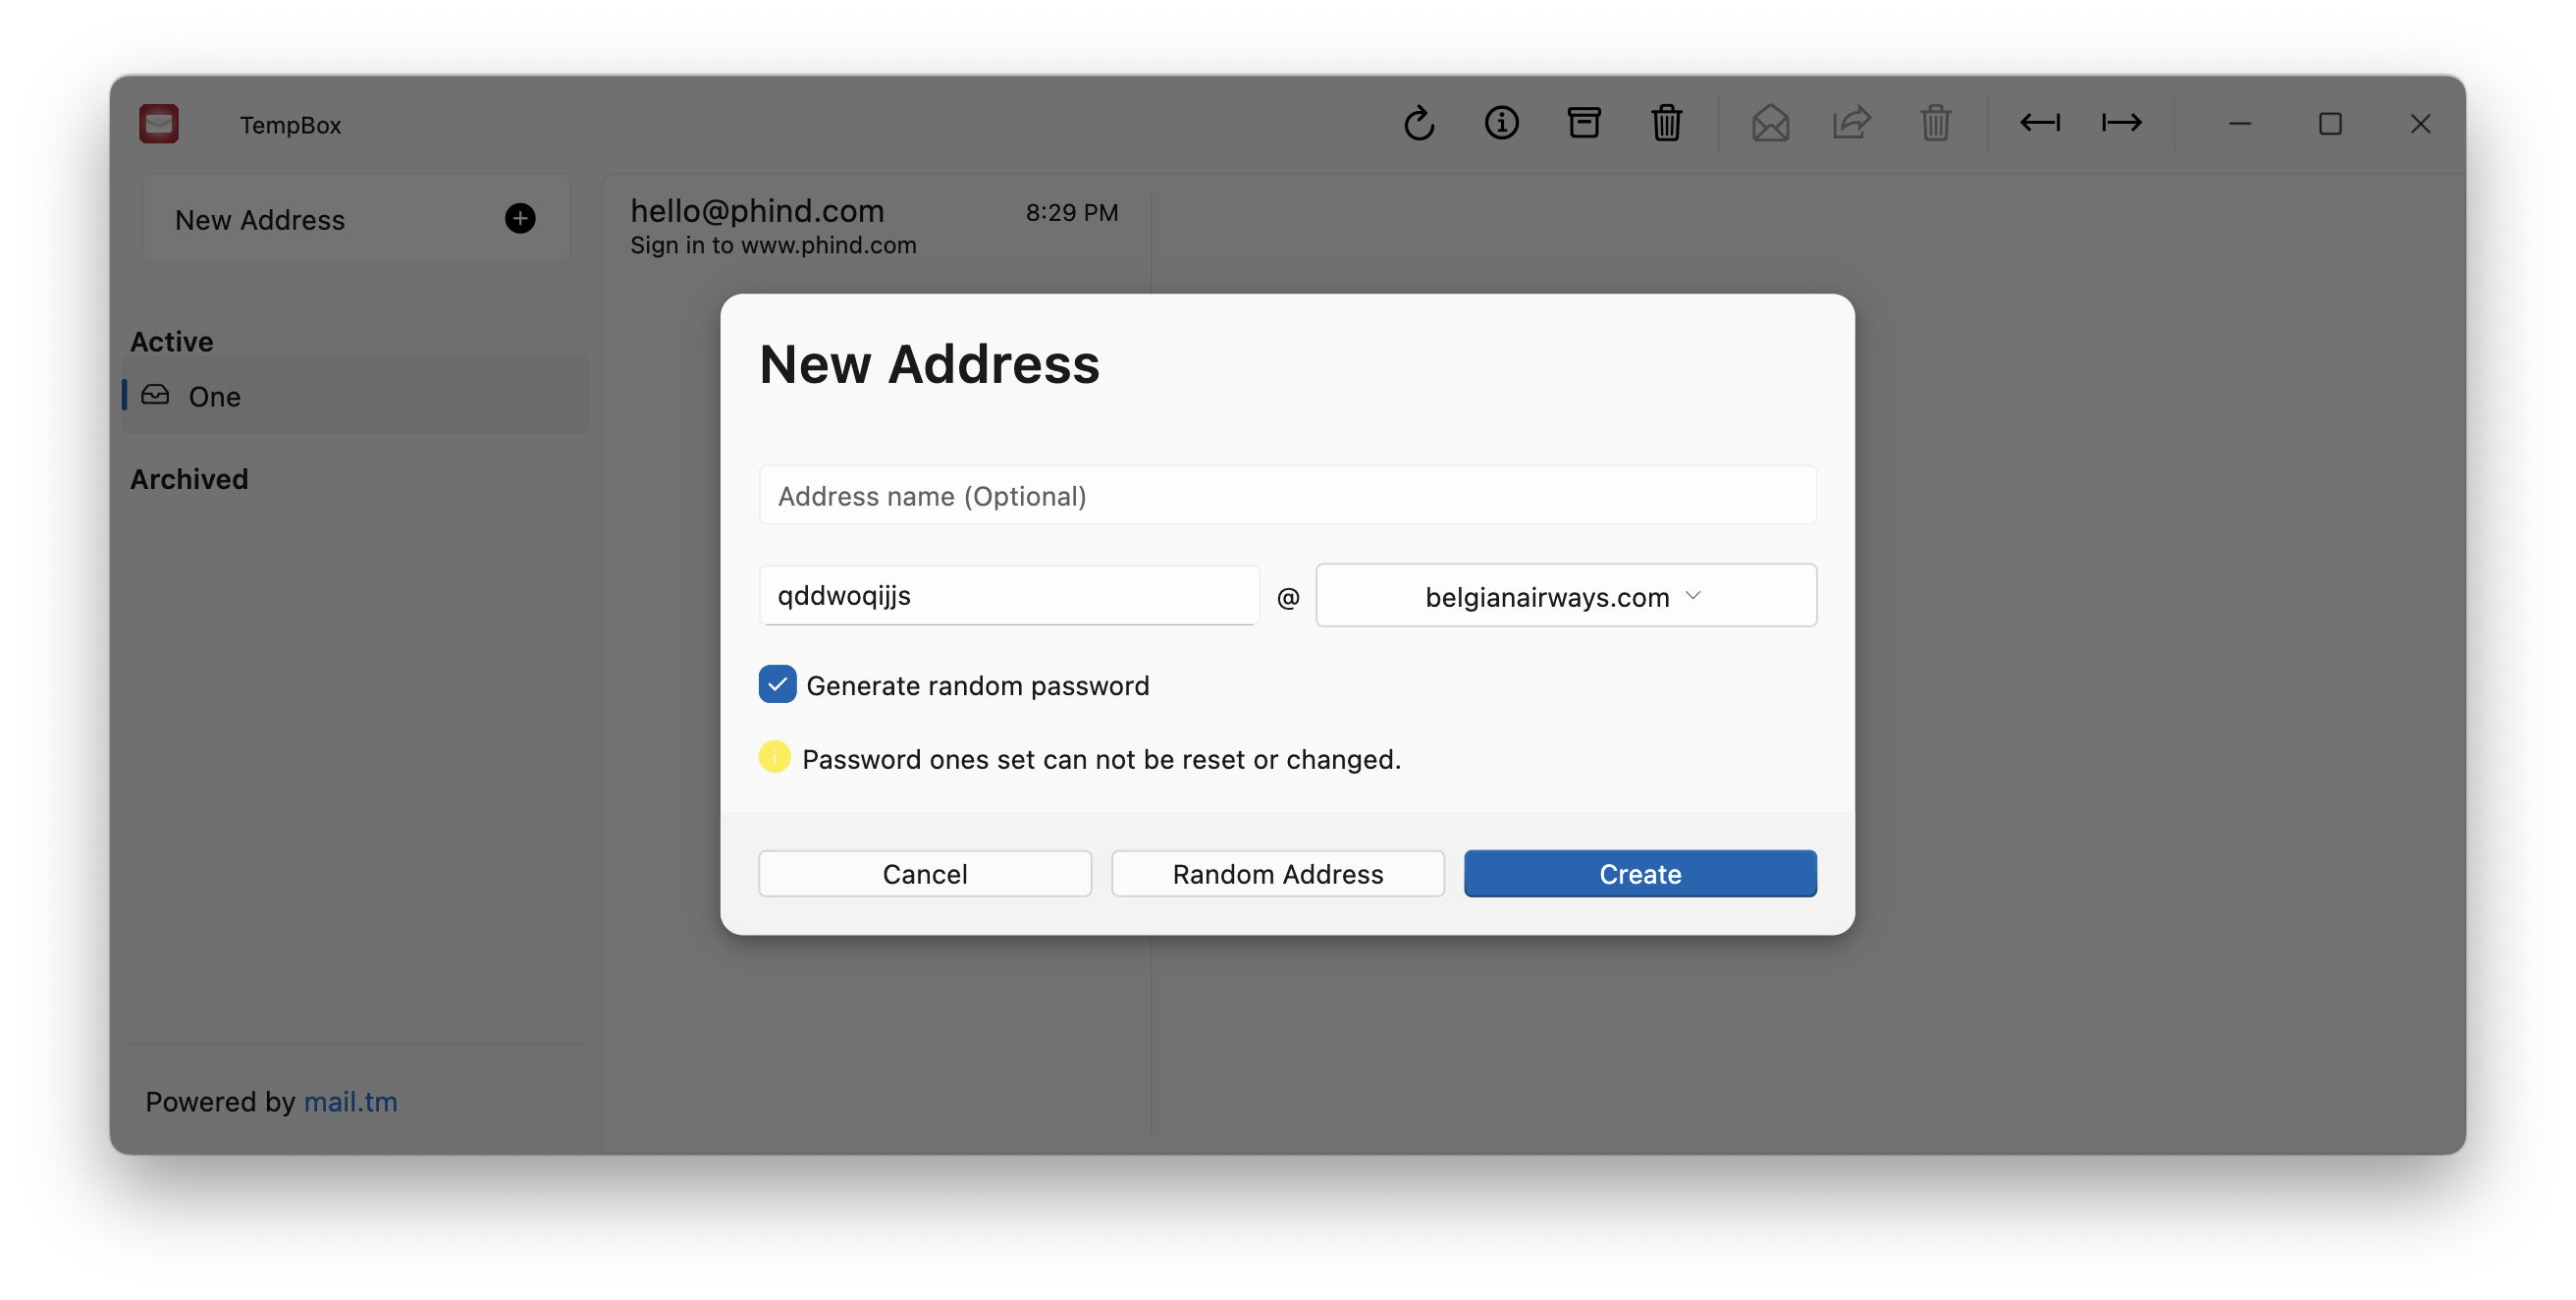 TempBox
New Address
hello@phind.com 8:29 PM
Sign in to www.phind.com
Active
One
Archived
Powered by mail.tm
New Address
Address name (Optional)
qddwoqijjs @ belgianairways.com
Generate random password
Password ones set can not be reset or changed.
Cancel Random Address Create